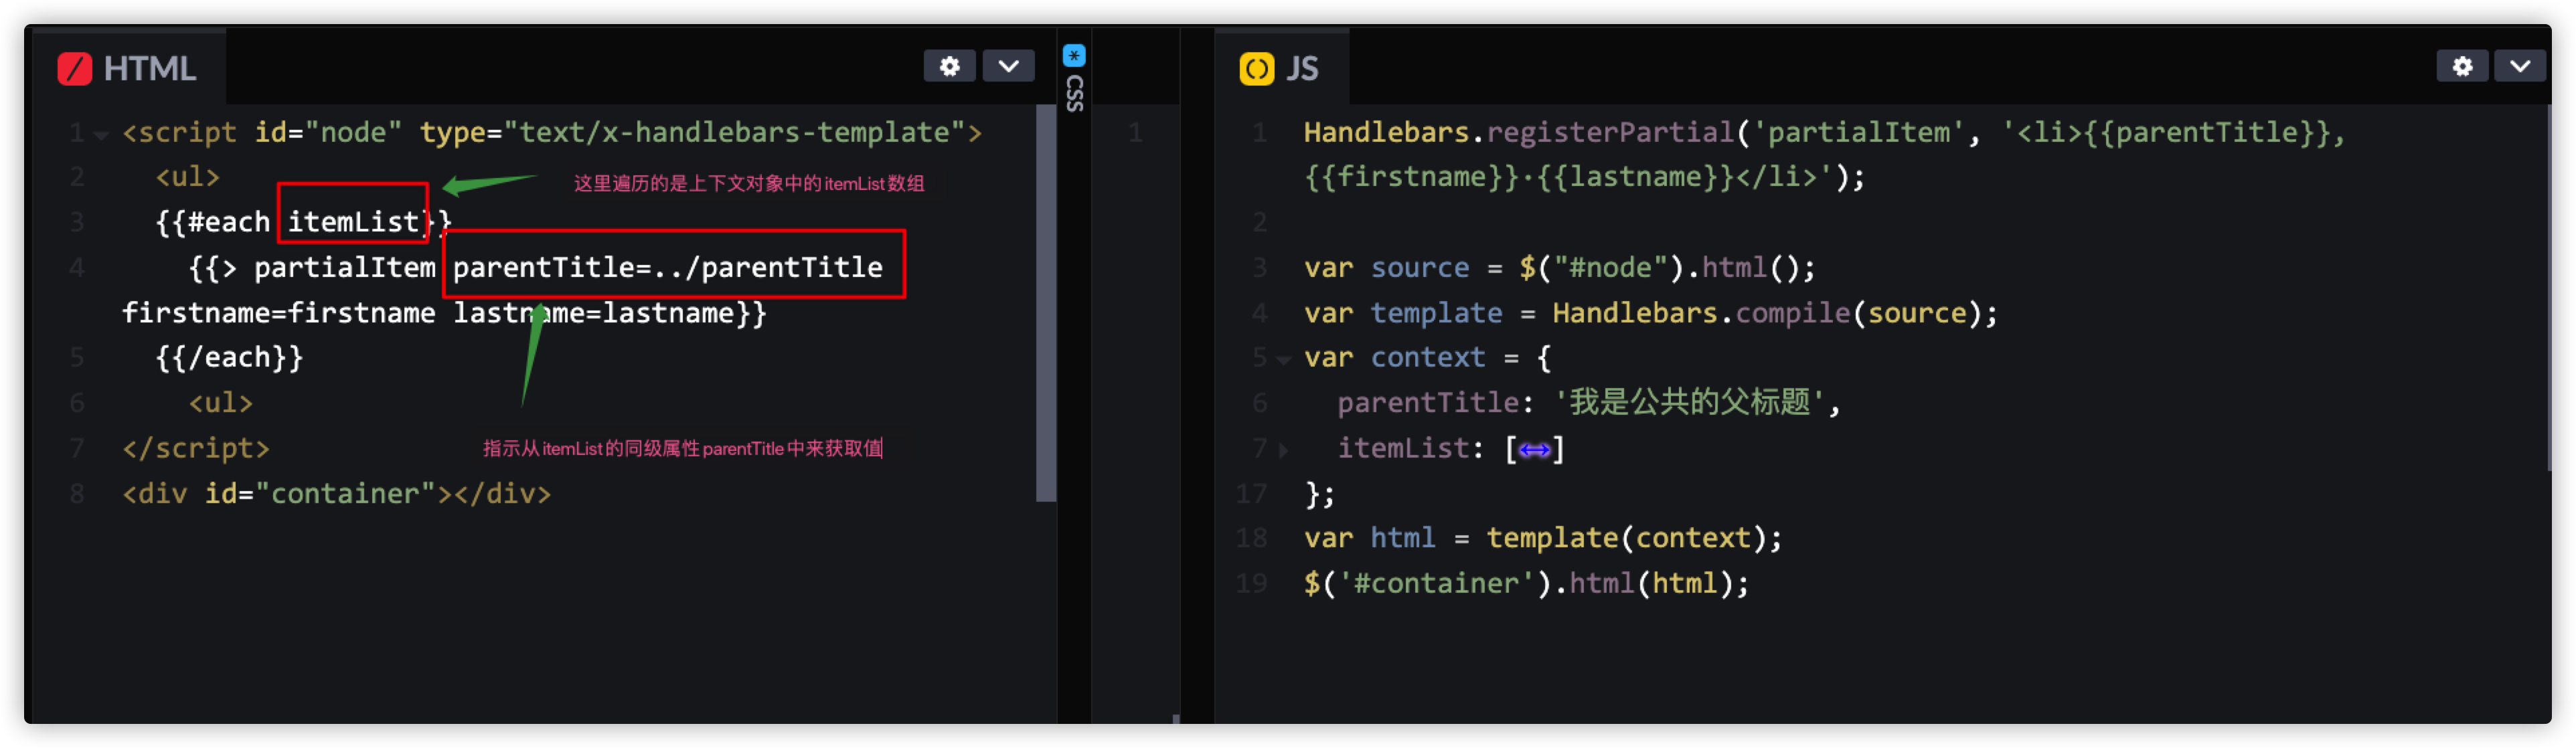 HTML
1 <script id="node" type="text/x-handlebars-template">
2 <ul>
这里遍历的是上下文对象中的itemList数组
3 {{#each itemList}}
4 {{> partialItem parentTitle=../parentTitle
firstname=firstname lastname=lastname}}
5 {{/each}}
6 <ul>
7 </script>
指示从itemList的同级属性parentTitle中来获取值
8 <div id="container"></div>
* CSS
1
JS
1 Handlebars.registerPartial('partialItem', '<li>{{parentTitle}},
{{firstname}}·{{lastname}}</li>');
2
3 var source = $("#node").html();
4 var template = Handlebars.compile(source);
5 var context = {
6 parentTitle: '我是公共的父标题',
7 itemList: [↔]
17 };
18 var html = template(context);
19 $('#container').html(html);